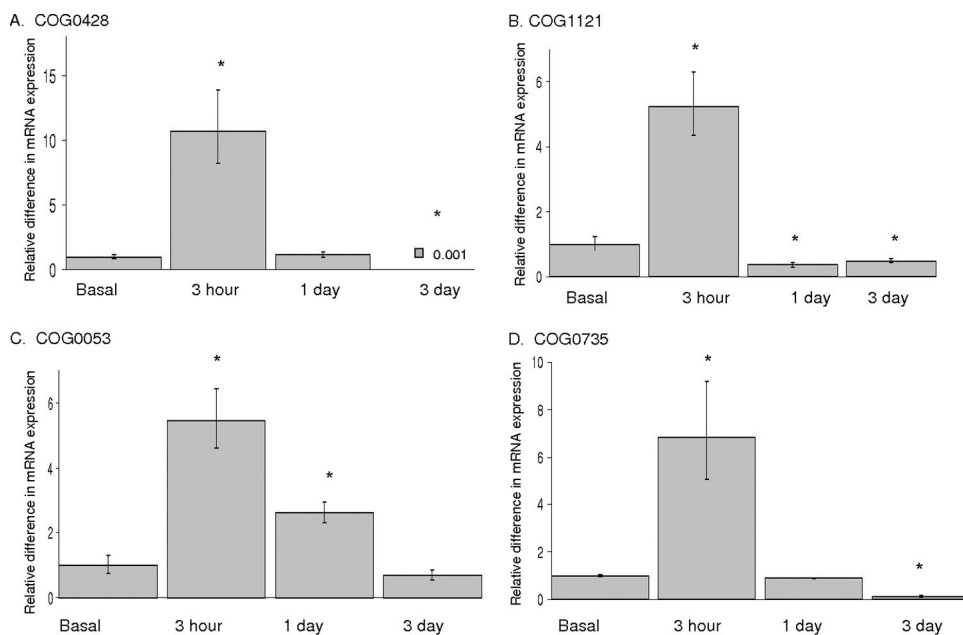 A. COG0428
Relative difference in mRNA expression
15
10
5
0
*
*
0.001
Basal 3 hour 1 day 3 day
B. COG1121
Relative difference in mRNA expression
6
4
2
0
*
*
*
Basal 3 hour 1 day 3 day
C. COG0053
Relative difference in mRNA expression
6
4
2
0
*
*
Basal 3 hour 1 day 3 day
D. COG0735
Relative difference in mRNA expression
10
8
6
4
2
0
*
*
Basal 3 hour 1 day 3 day